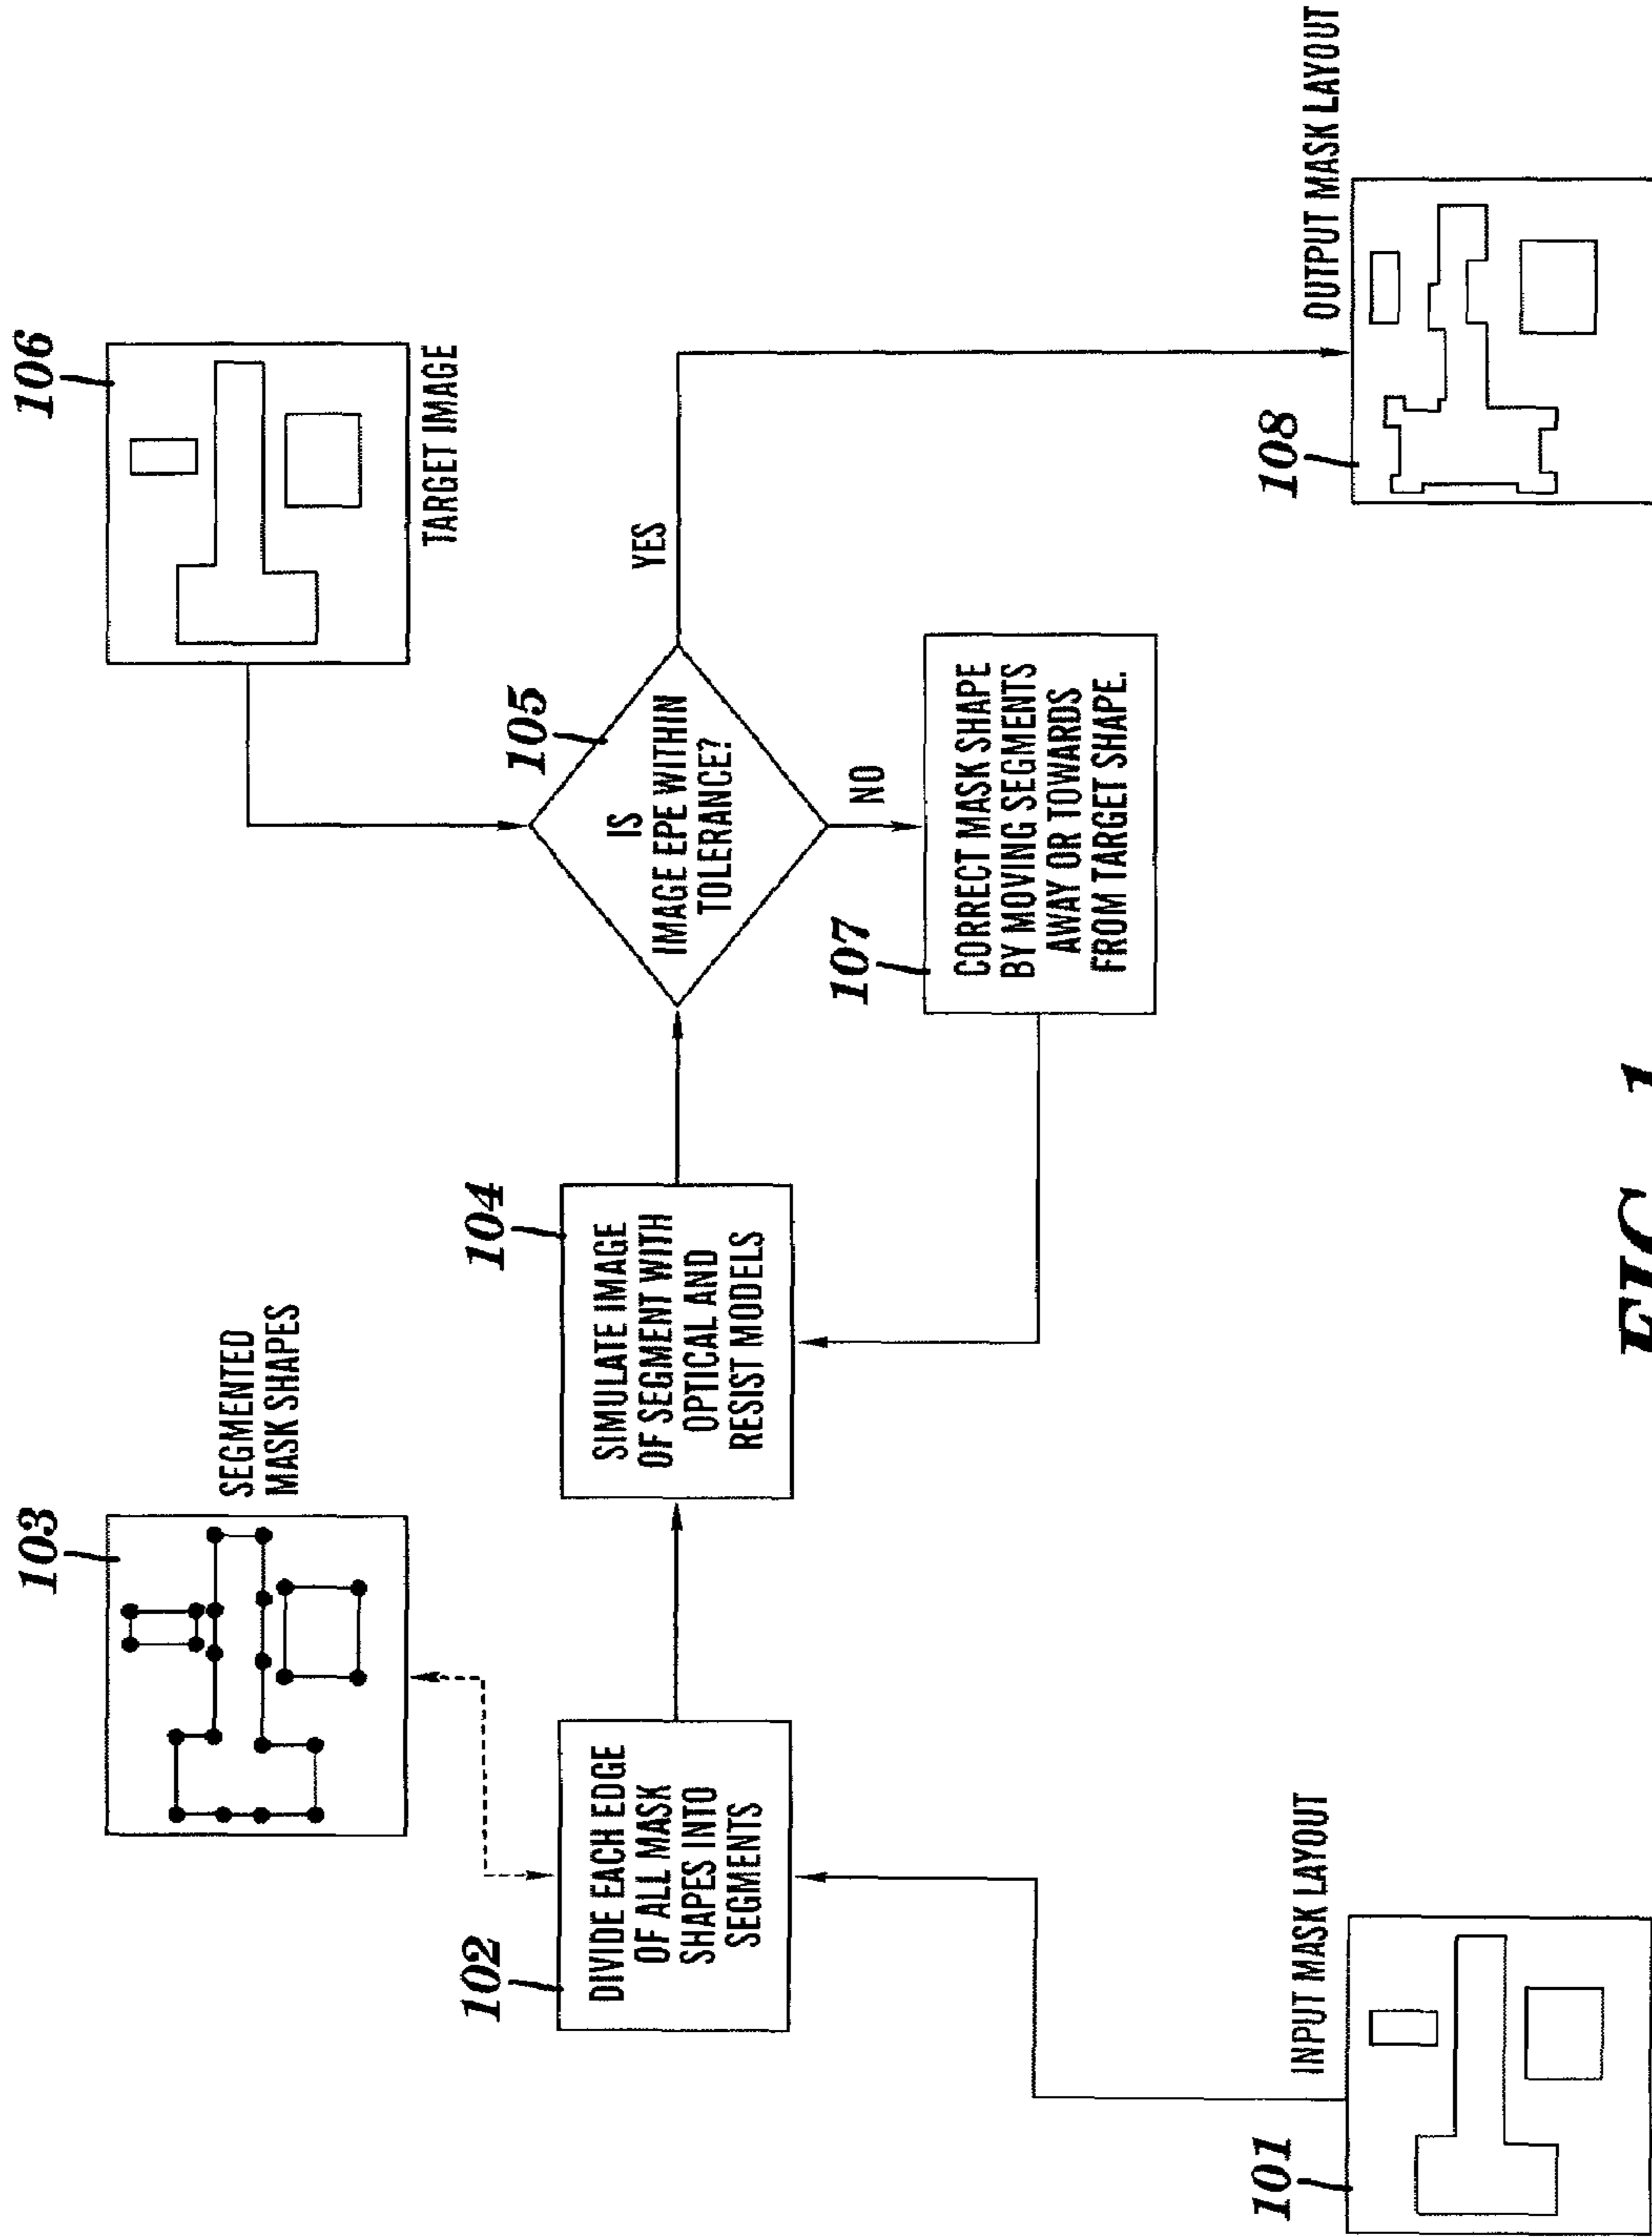 103
SEGMENTED
MASK SHAPES
106
TARGET IMAGE
102
DIVIDE EACH EDGE
OF ALL MASK
SHAPES INTO
SEGMENTS
104
SIMULATE IMAGE
OF SEGMENT WITH
OPTICAL AND
RESIST MODELS
105
IS
IMAGE EPE WITHIN
TOLERANCE?
YES
NO
107
CORRECT MASK SHAPE
BY MOVING SEGMENTS
AWAY OR TOWARDS
FROM TARGET SHAPE.
101
INPUT MASK LAYOUT
108
OUTPUT MASK LAYOUT
FIG. 1